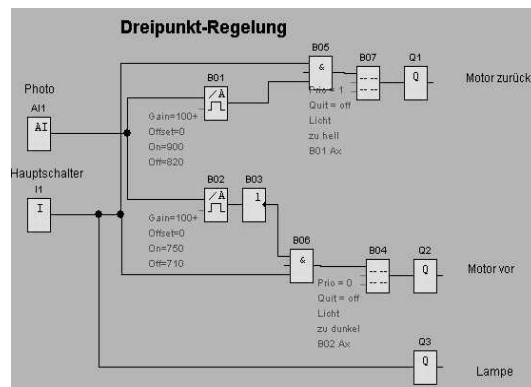 Dreipunkt-Regelung
B05
B07
Q1
&
Q
Motor zurück
Photo
B01
/A
Prio = 1
Quit = off
Licht
zu hell
B01 Ax
AI1
AI
Gain=100+
Offset=0
On=900
Off=820
Hauptschalter
I1
I
B02
B03
/A
1
Gain=100+
Offset=0
On=750
Off=710
B06
B04
Q2
&
Q
Motor vor
Prio = 0
Quit = off
Licht
zu dunkel
B02 Ax
Q3
Q
Lampe